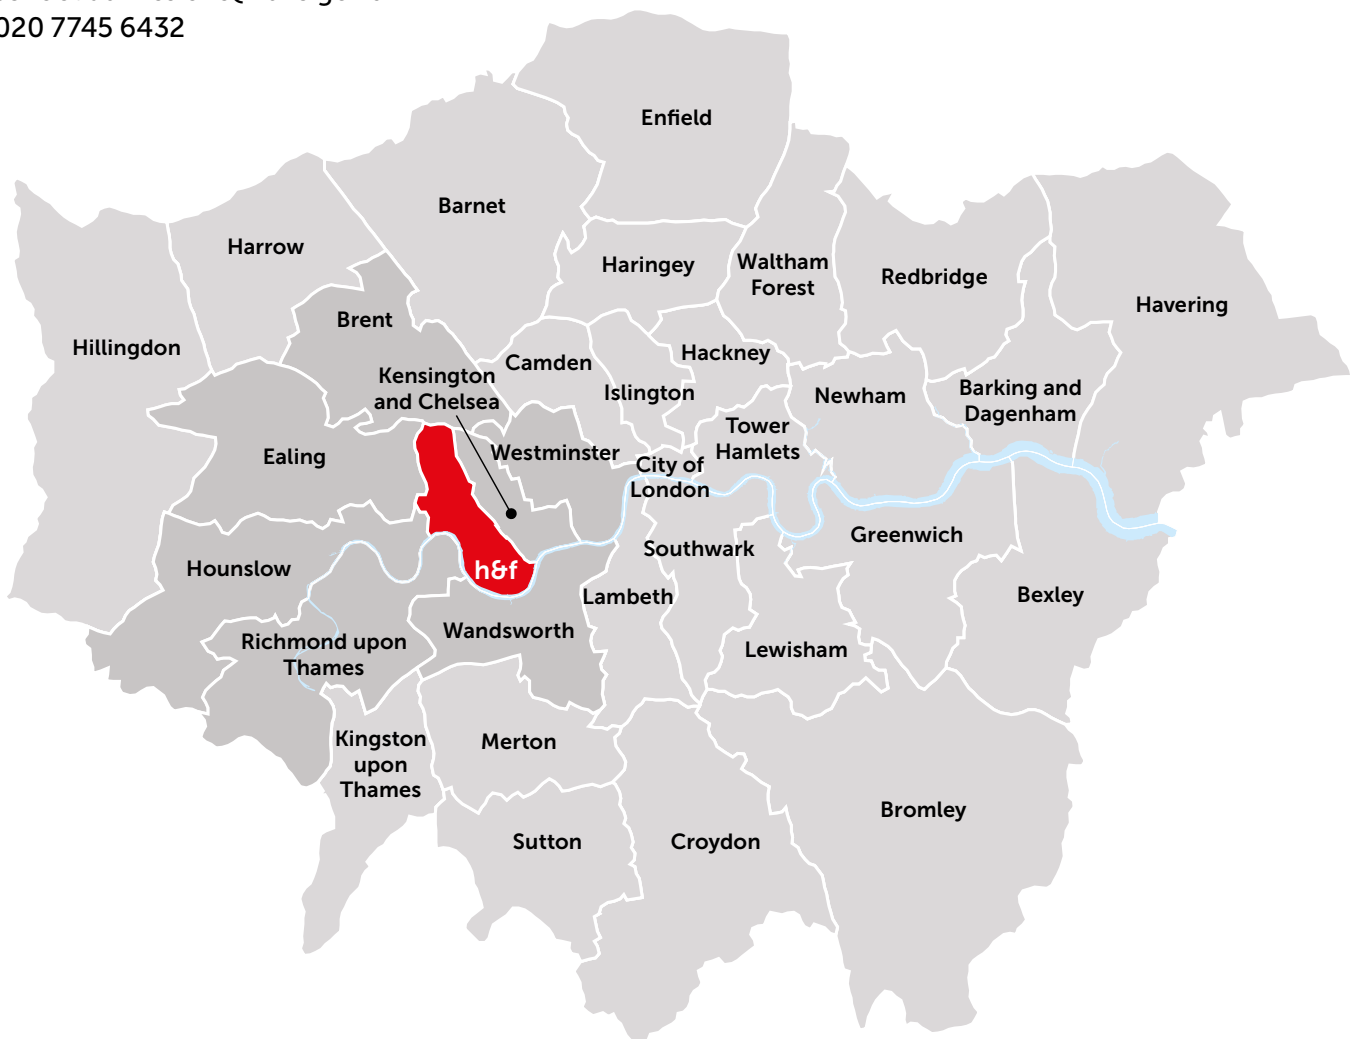 020 7745 6432
Enfield
Barnet
Harrow
Haringey
Waltham
Forest
Redbridge
Havering
Hillingdon
Brent
Camden
Hackney
Islington
Kensington
and Chelsea
Newham
Barking and
Dagenham
Tower
Hamlets
Ealing
Westminster
City of
London
Greenwich
Southwark
Hounslow
h&f
Lambeth
Bexley
Wandsworth
Richmond upon
Thames
Lewisham
Kingston
upon
Thames
Merton
Bromley
Sutton
Croydon